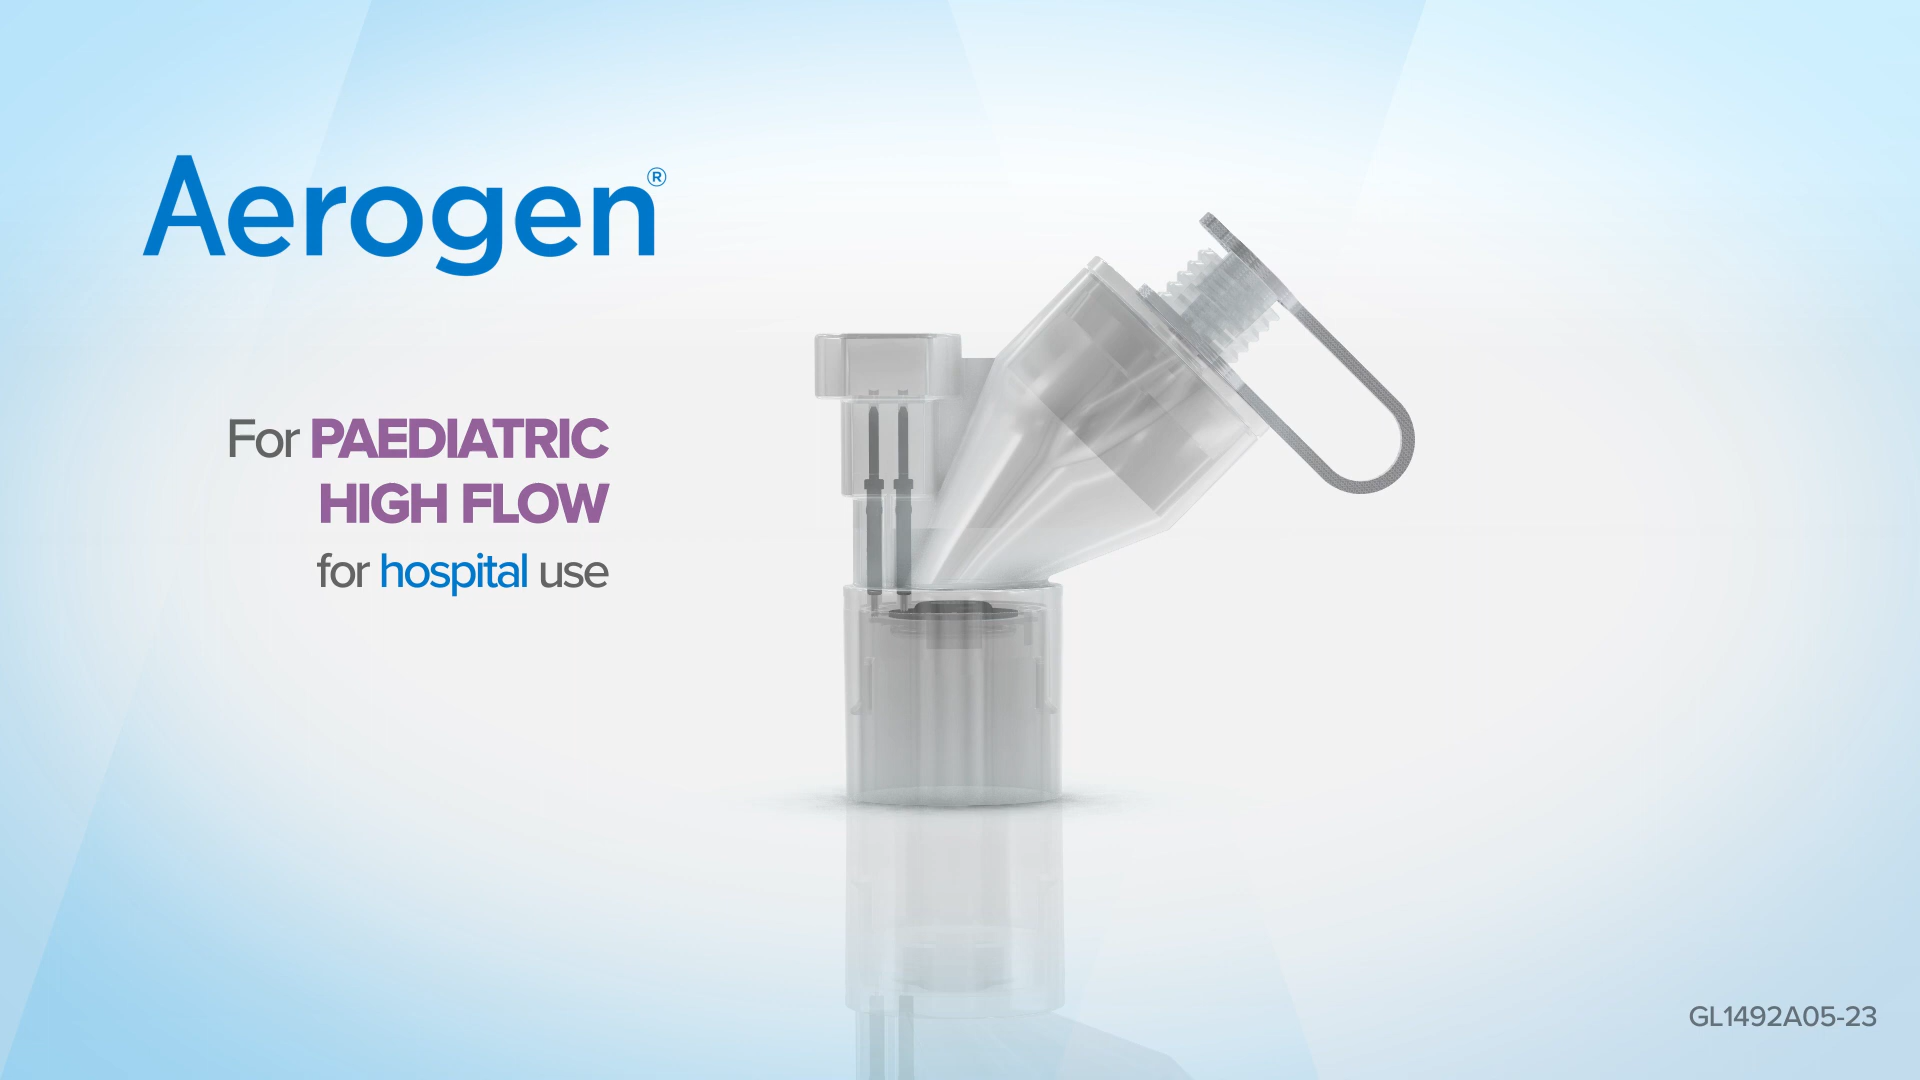 Aerogen®
For PAEDIATRIC
HIGH FLOW
for hospital use
GL1492A05-23